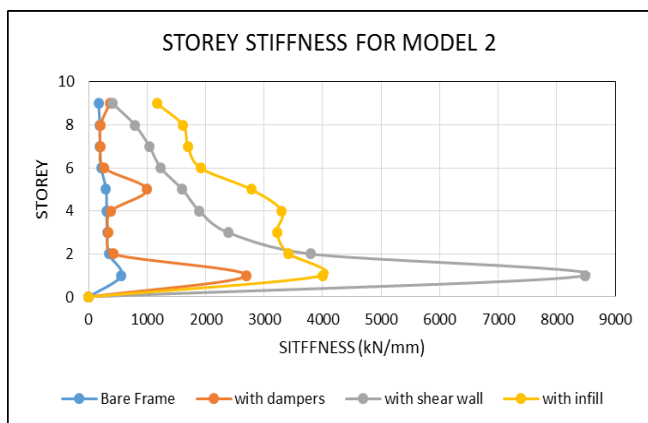 STOREY STIFFNESS FOR MODEL 2
10
8
6
4
2
0
STOREY
0 1000 2000 3000 4000 5000 6000 7000 8000 9000
SITFFNESS (kN/mm)
Bare Frame with dampers with shear wall with infill